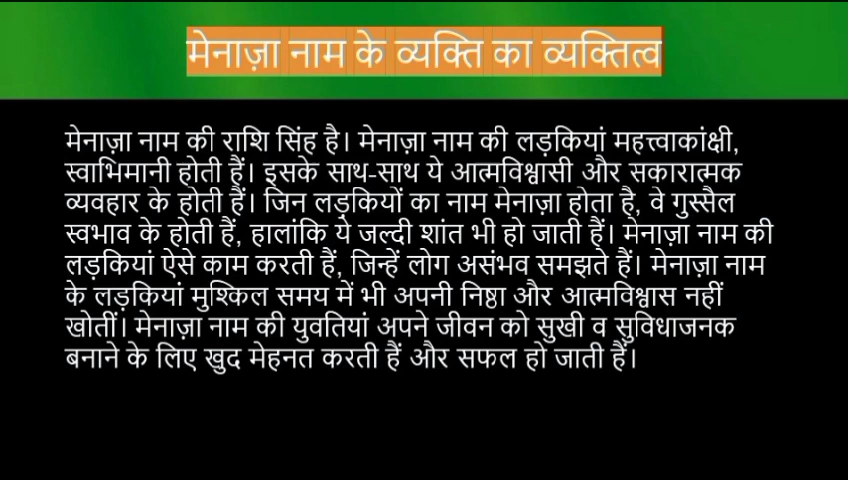 मेनाज़ा नाम के व्यक्ति का व्यक्तित्व
मेनाज़ा नाम की राशि सिंह है। मेनाज़ा नाम की लड़कियां महत्त्वाकांक्षी,
स्वाभिमानी होती हैं। इसके साथ-साथ ये आत्मविश्वासी और सकारात्मक
व्यवहार के होती हैं। जिन लड़कियों का नाम मेनाज़ा होता है, वे गुस्सैल
स्वभाव के होती हैं, हालांकि ये जल्दी शांत भी हो जाती हैं। मेनाज़ा नाम की
लड़कियां ऐसे काम करती हैं, जिन्हें लोग असंभव समझते हैं। मेनाज़ा नाम
के लड़कियां मुश्किल समय में भी अपनी निष्ठा और आत्मविश्वास नहीं
खोतीं। मेनाज़ा नाम की युवतियां अपने जीवन को सुखी व सुविधाजनक
बनाने के लिए खुद मेहनत करती हैं और सफल हो जाती हैं।